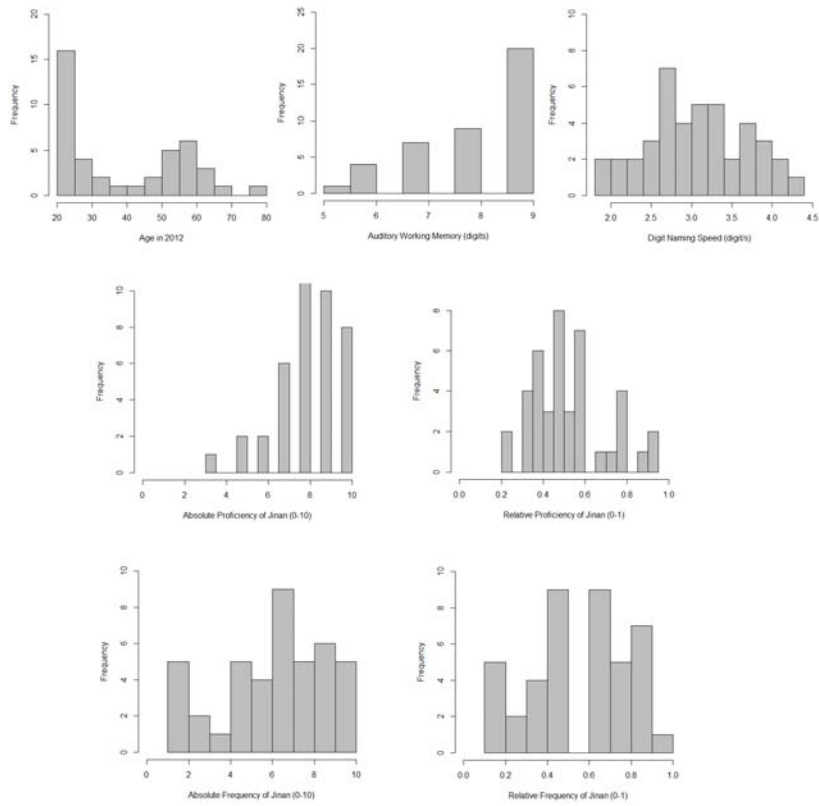 20
15
10
5
0
Frequency
20 30 40 50 60 70 80
Age in 2012
25
20
15
10
5
0
Frequency
5 6 7 8 9
Auditory Working Memory (digits)
10
8
6
4
2
0
Frequency
2.0 2.5 3.0 3.5 4.0 4.5
Digit Naming Speed (digit/s)
10
8
6
4
2
0
Frequency
0 2 4 6 8 10
Absolute Proficiency of Jinan (0-10)
8
6
4
2
0
Frequency
0.0 0.2 0.4 0.6 0.8 1.0
Relative Proficiency of Jinan (0-1)
10
8
6
4
2
0
Frequency
0 2 4 6 8 10
Absolute Frequency of Jinan (0-10)
10
8
6
4
2
0
Frequency
0.0 0.2 0.4 0.6 0.8 1.0
Relative Frequency of Jinan (0-1)